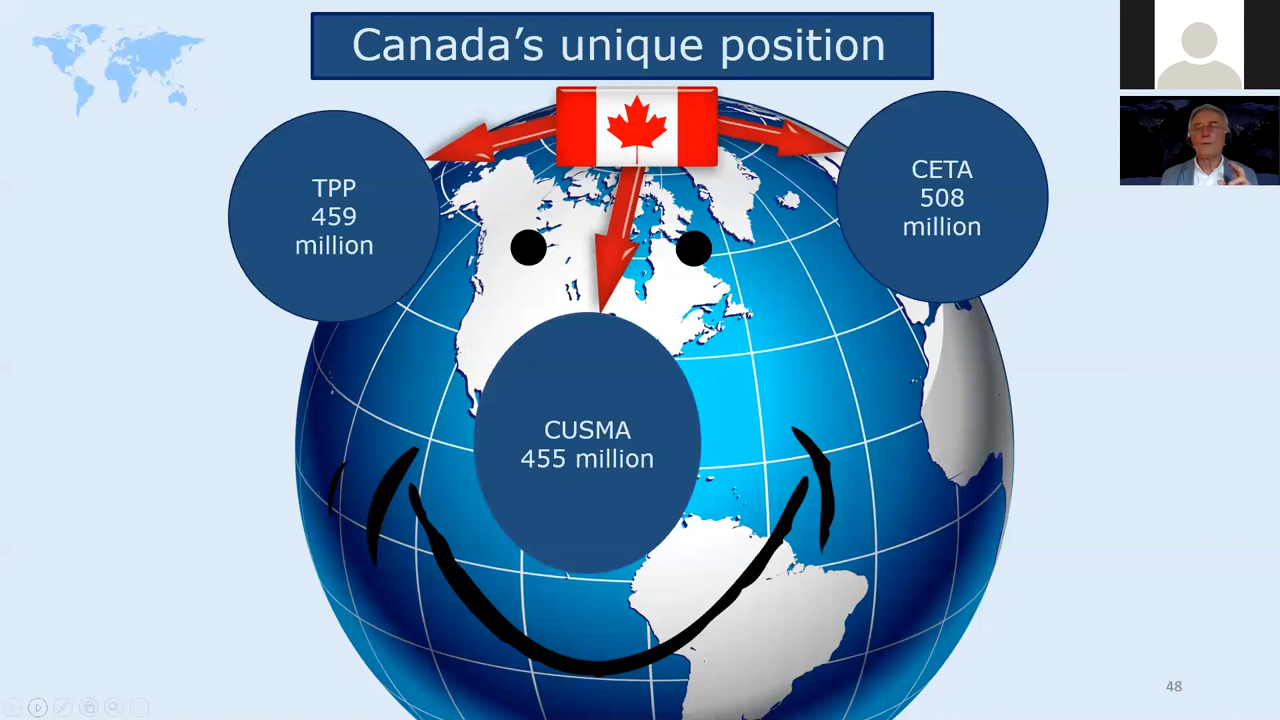 Canada’s unique position
TPP
459
million
CETA
508
million
CUSMA
455 million
48